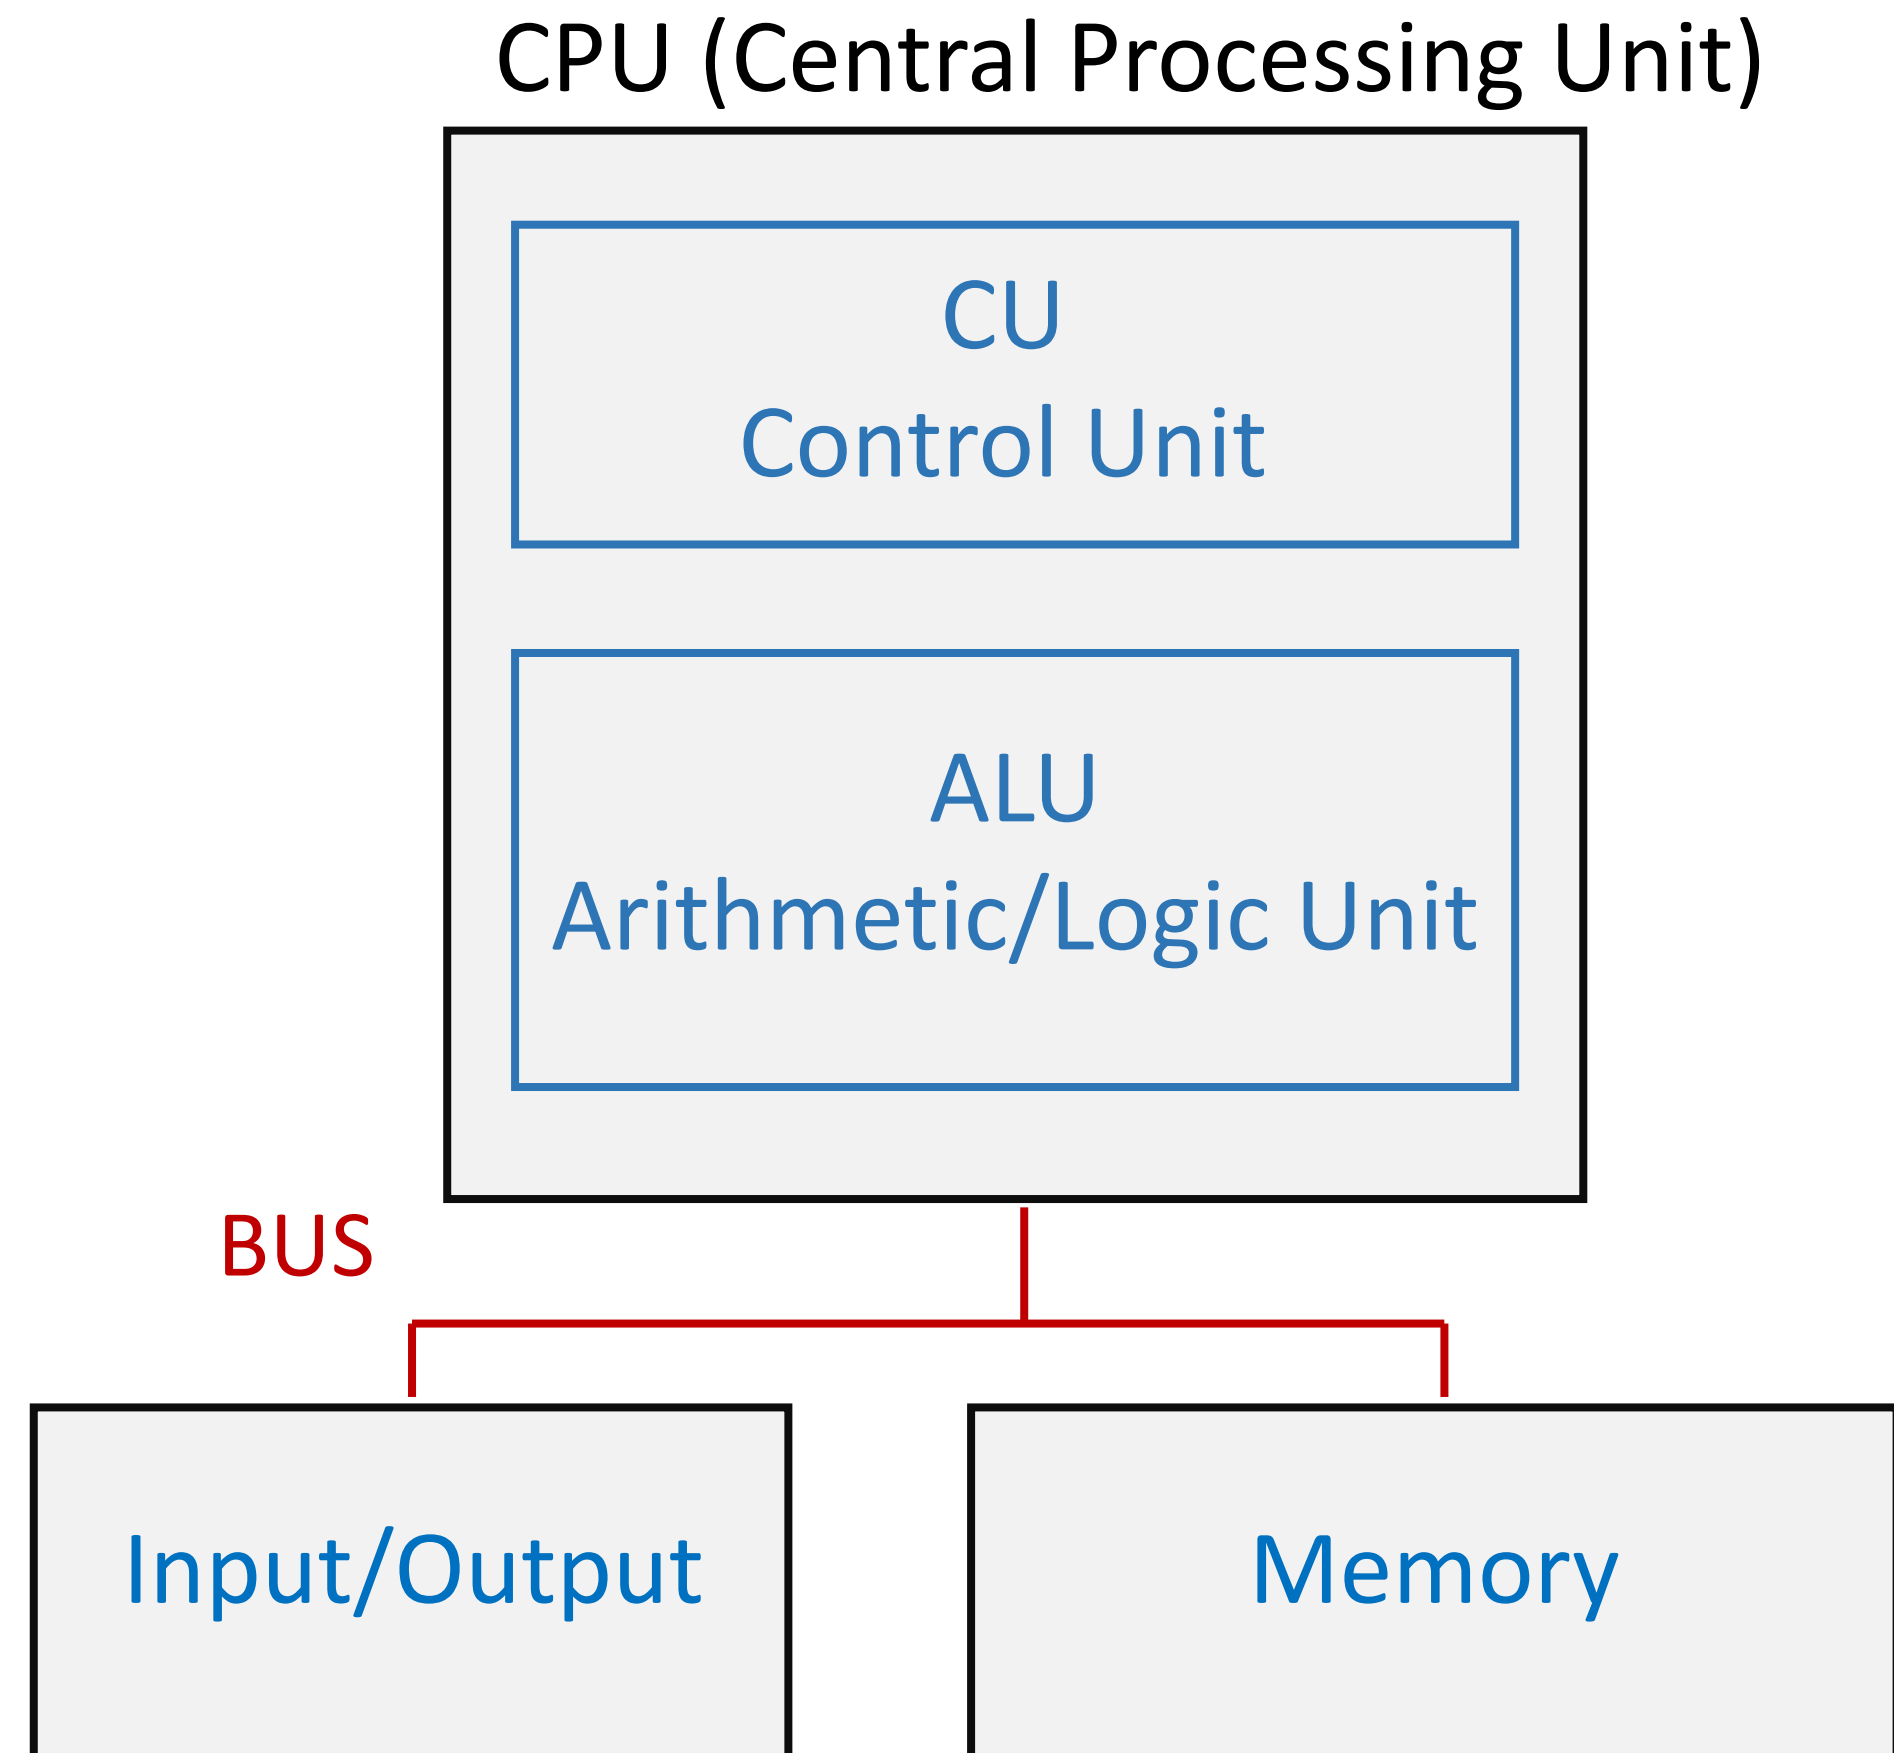 CPU (Central Processing Unit)
CU
Control Unit
ALU
Arithmetic/Logic Unit
BUS
Input/Output
Memory